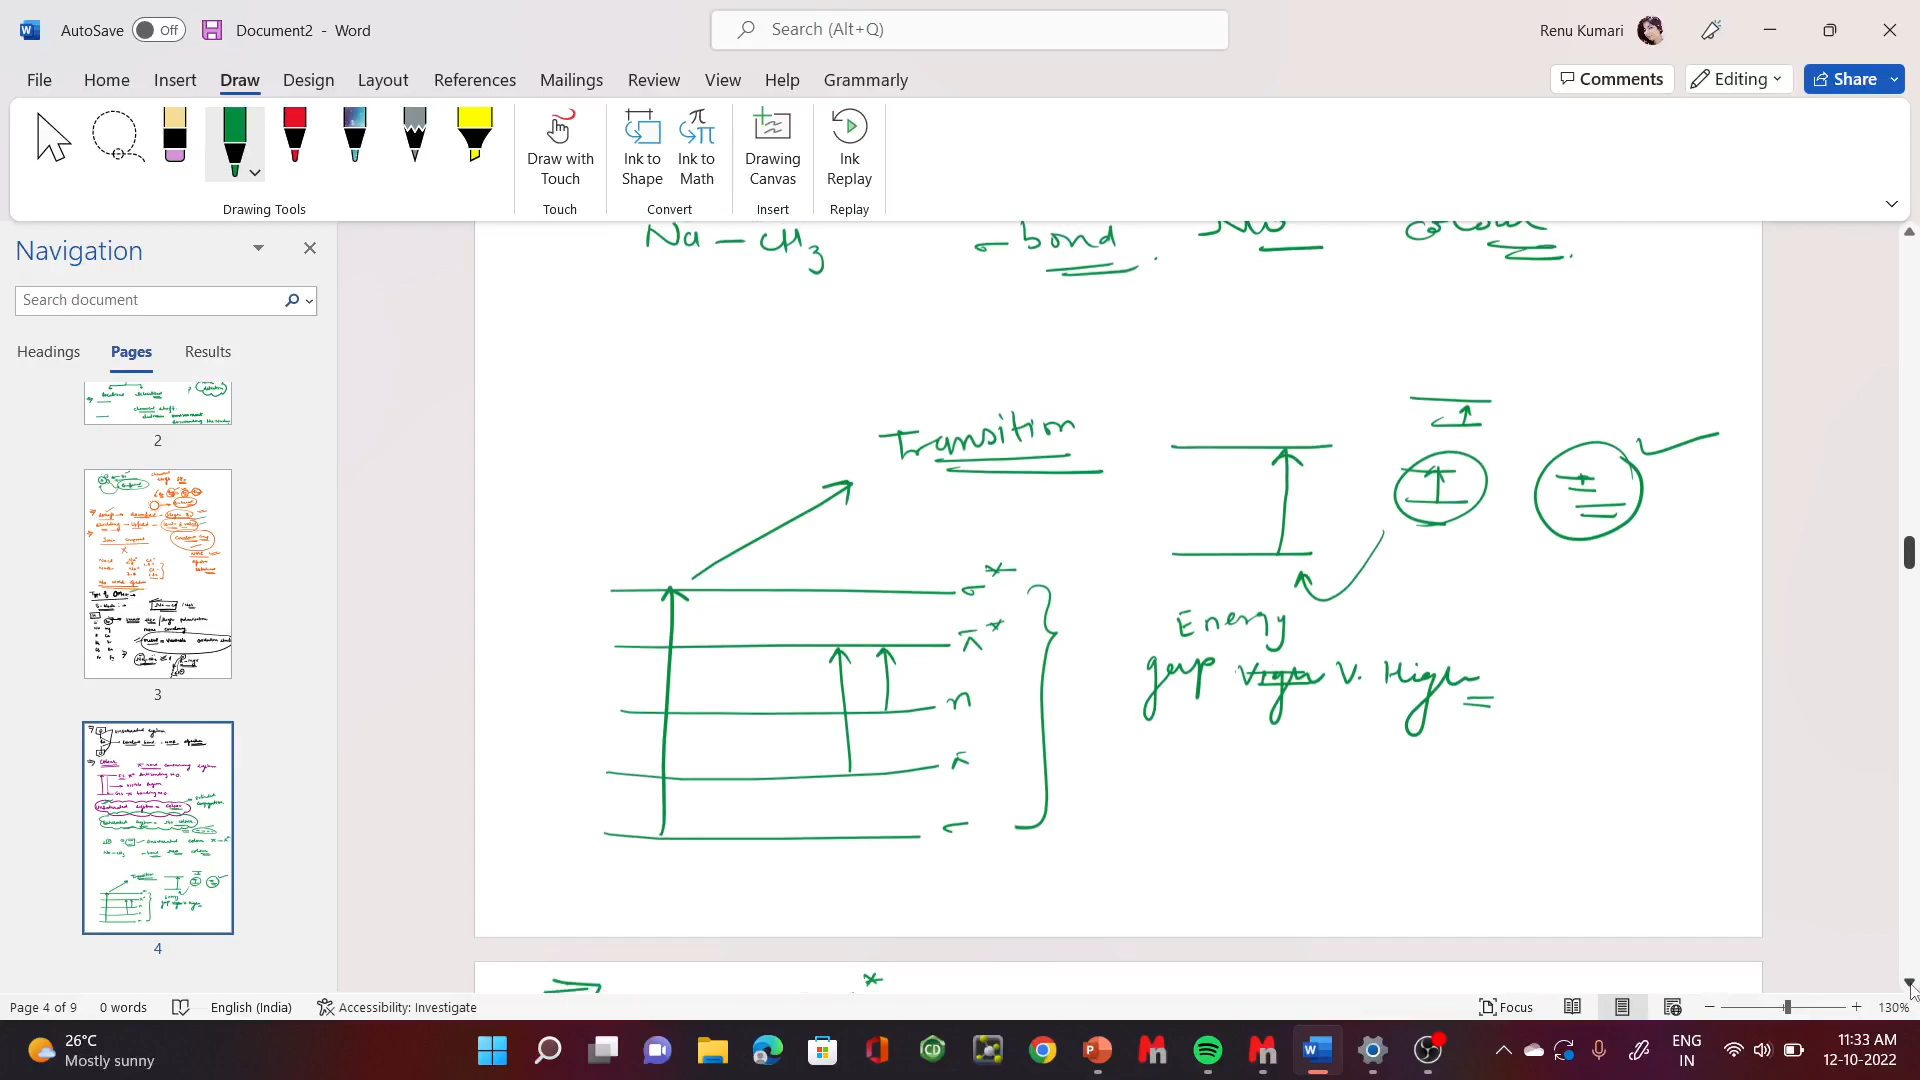 AutoSave Off Document2 - Word Search (Alt+Q) Renu Kumari
File Home Insert Draw Design Layout References Mailings Review View Help Grammarly Comments Editing Share
Draw with Touch
Ink to Shape
Ink to Math
Drawing Canvas
Ink Replay
Drawing Tools Touch Convert Insert Replay
Navigation
Search document
Headings Pages Results
2
3
4
Na - CH3 σ bond. No colour.
Transition
σ*
π*
n
π
σ
Energy
gap V. High
*
Page 4 of 9 0 words English (India) Accessibility: Investigate Focus 130%
26°C
Mostly sunny
ENG
IN
11:33 AM
12-10-2022